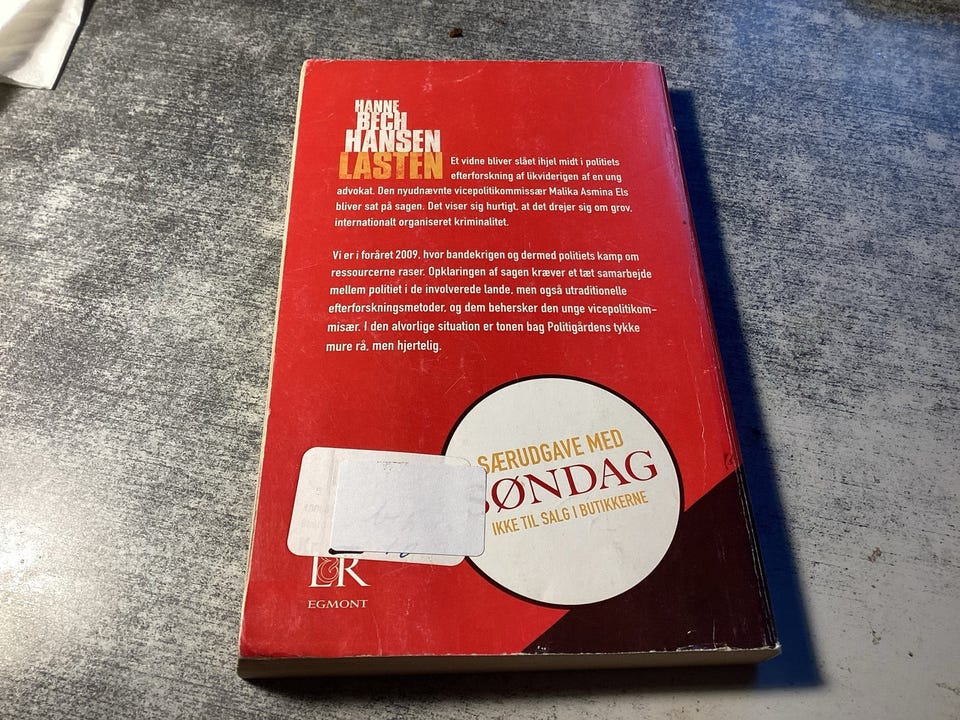 HANNE
BECH
HANSEN
LASTEN
Et vidne bliver slået ihjel midt i politiets
efterforskning af likviderigen af en ung
advokat. Den nyudnævnte vicepolitikommissær Malika Asmina Els
bliver sat på sagen. Det viser sig hurtigt, at det drejer sig om grov,
internationalt organiseret kriminalitet.
Vi er i foråret 2009, hvor bandekrigen og dermed politiets kamp om
ressourcerne raser. Opklaringen af sagen kræver et tæt samarbejde
mellem politiet i de involverede lande, men også utraditionelle
efterforskningsmetoder, og dem behersker den unge vicepolitikom-
misær. I den alvorlige situation er tonen bag Politigårdens tykke
mure rå, men hjertelig.
SÆRUDGAVE MED
SØNDAG
IKKE TIL SALG I BUTIKKERNE
L&R
EGMONT